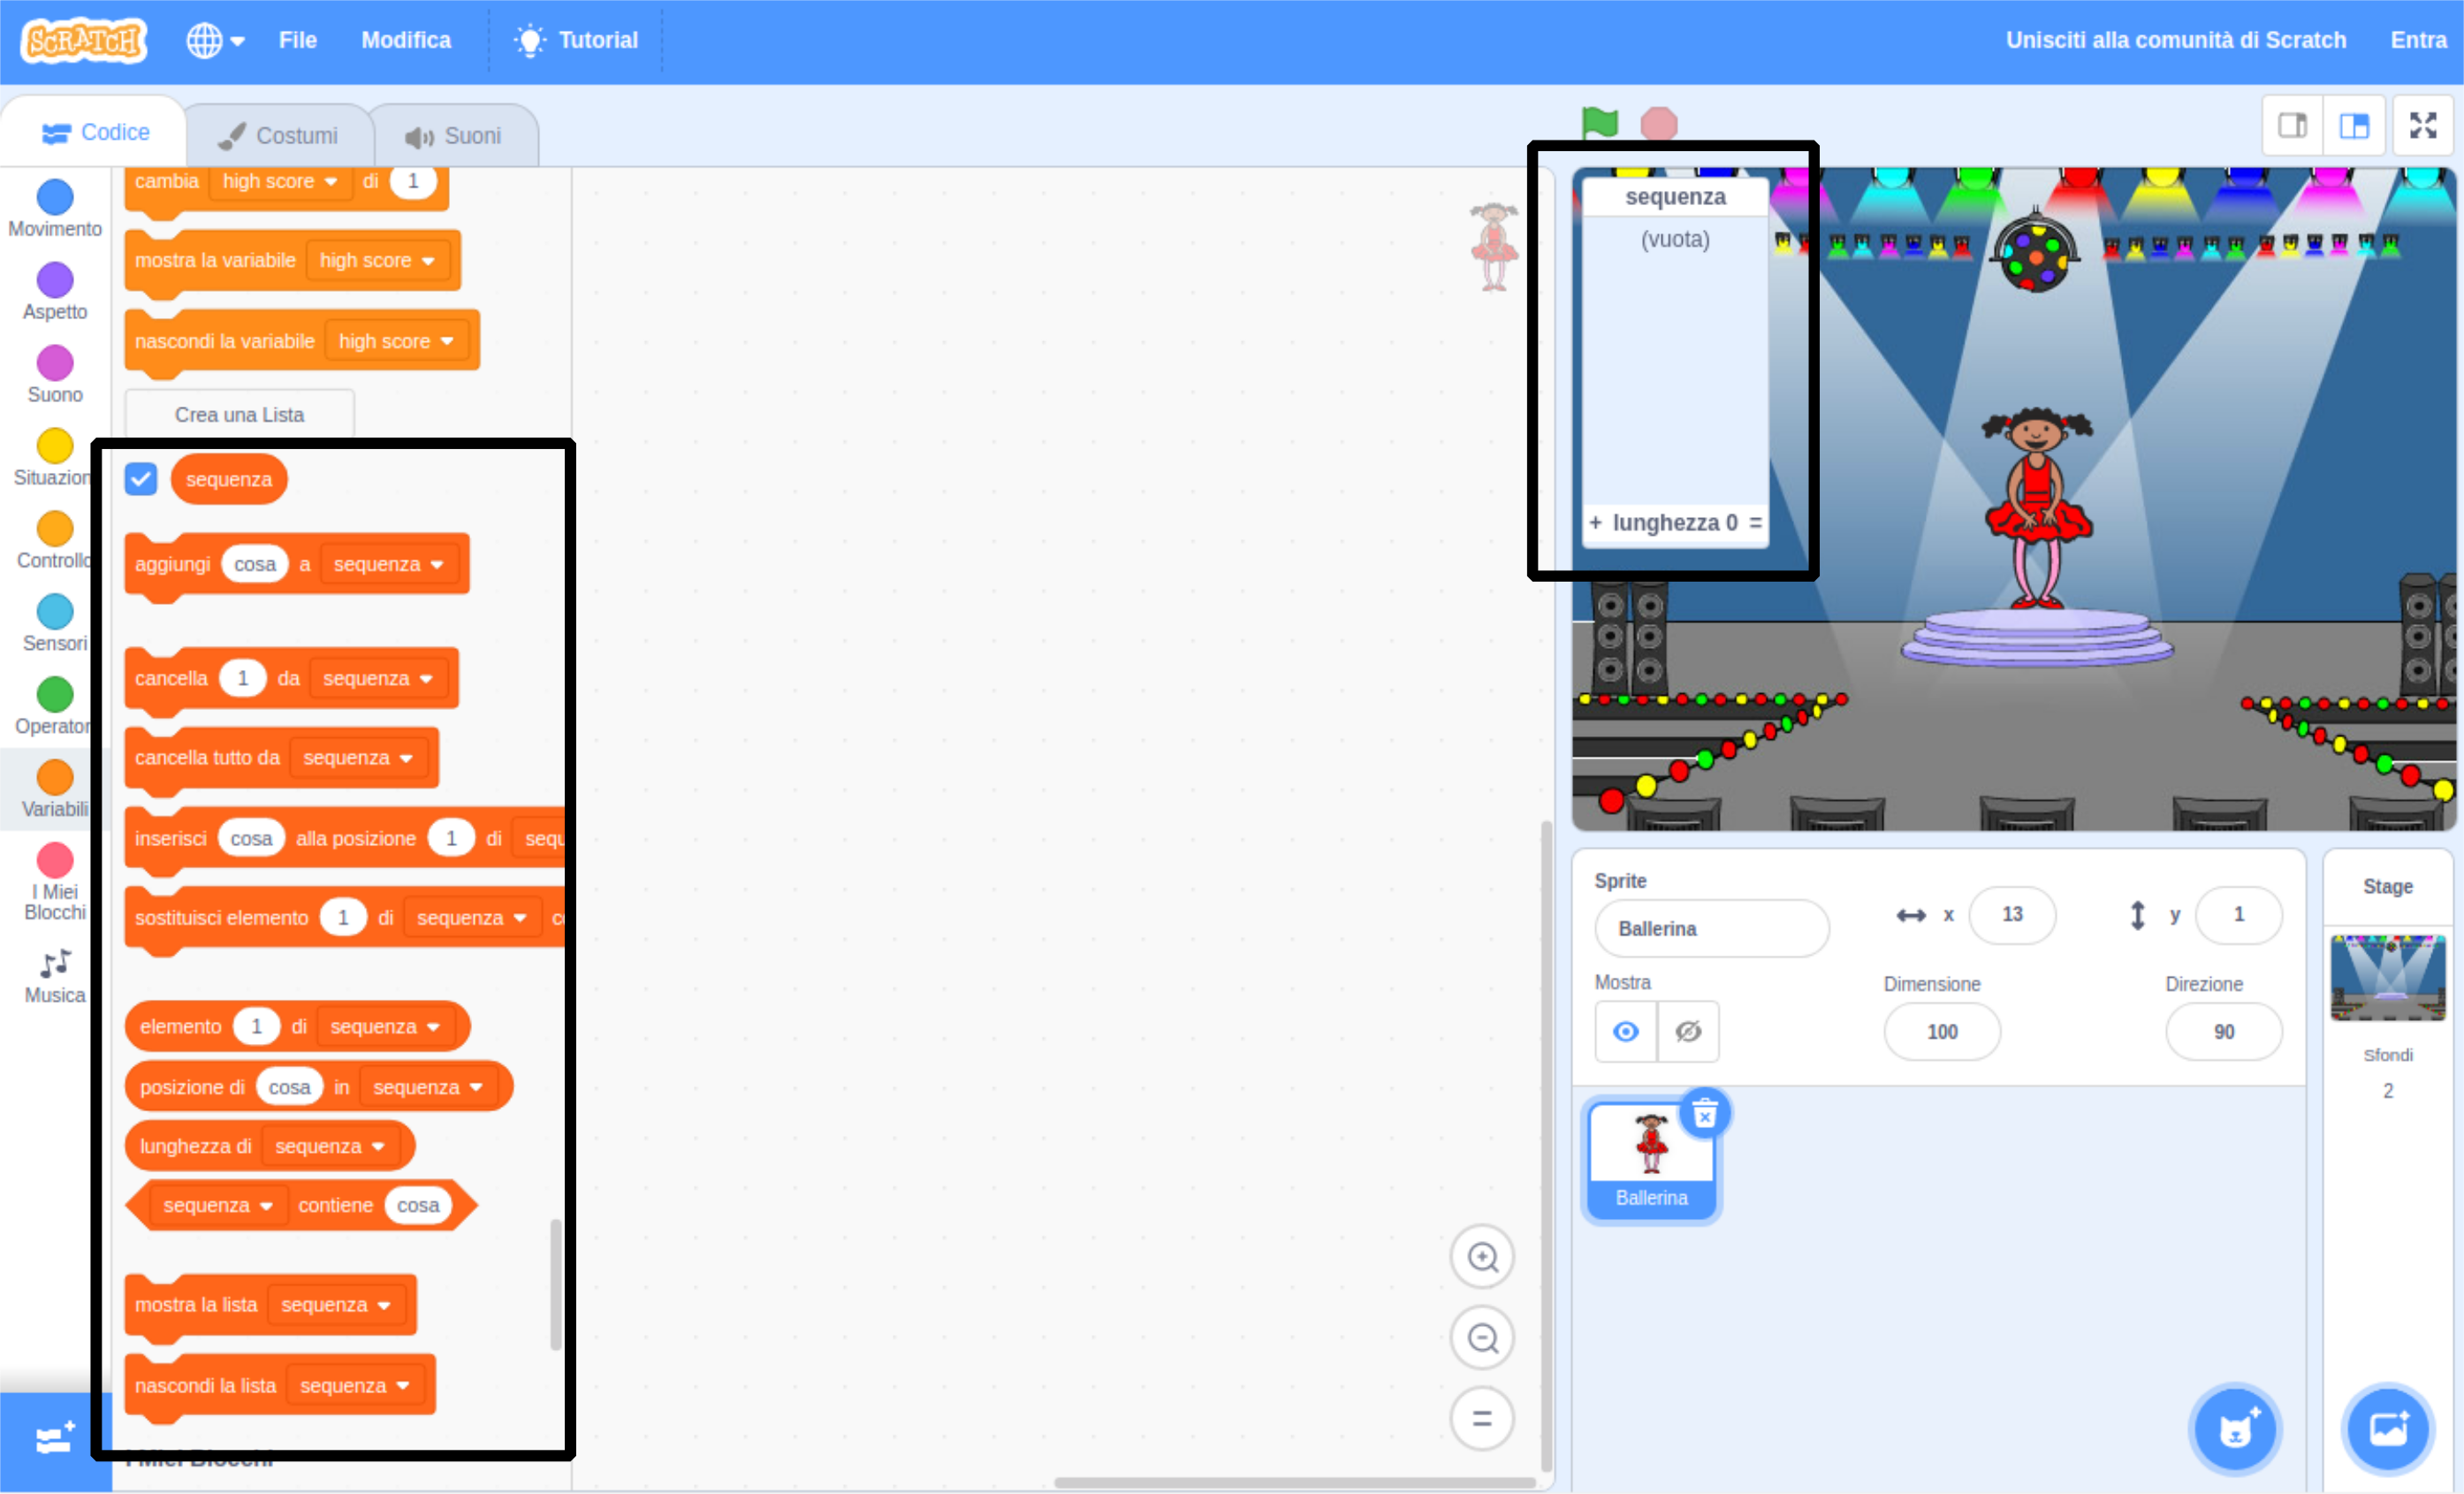 SCRATCH File Modifica Tutorial Unisciti alla comunità di Scratch Entra
Codice Costumi Suoni
Movimento
Aspetto
Suono
Situazion
Controllo
Sensori
Operator
Variabili
I Miei
Blocchi
Musica
cambia high score di 1
mostra la variabile high score
nascondi la variabile high score
Crea una Lista
sequenza
aggiungi cosa a sequenza
cancella 1 da sequenza
cancella tutto da sequenza
inserisci cosa alla posizione 1 di sequ
sostituisci elemento 1 di sequenza c
elemento 1 di sequenza
posizione di cosa in sequenza
lunghezza di sequenza
sequenza contiene cosa
mostra la lista sequenza
nascondi la lista sequenza
I Miei Blocchi
sequenza
(vuota)
+ lunghezza 0 =
Sprite
Ballerina x 13 y 1
Mostra Dimensione Direzione
100 90
Ballerina
Stage
Sfondi
2